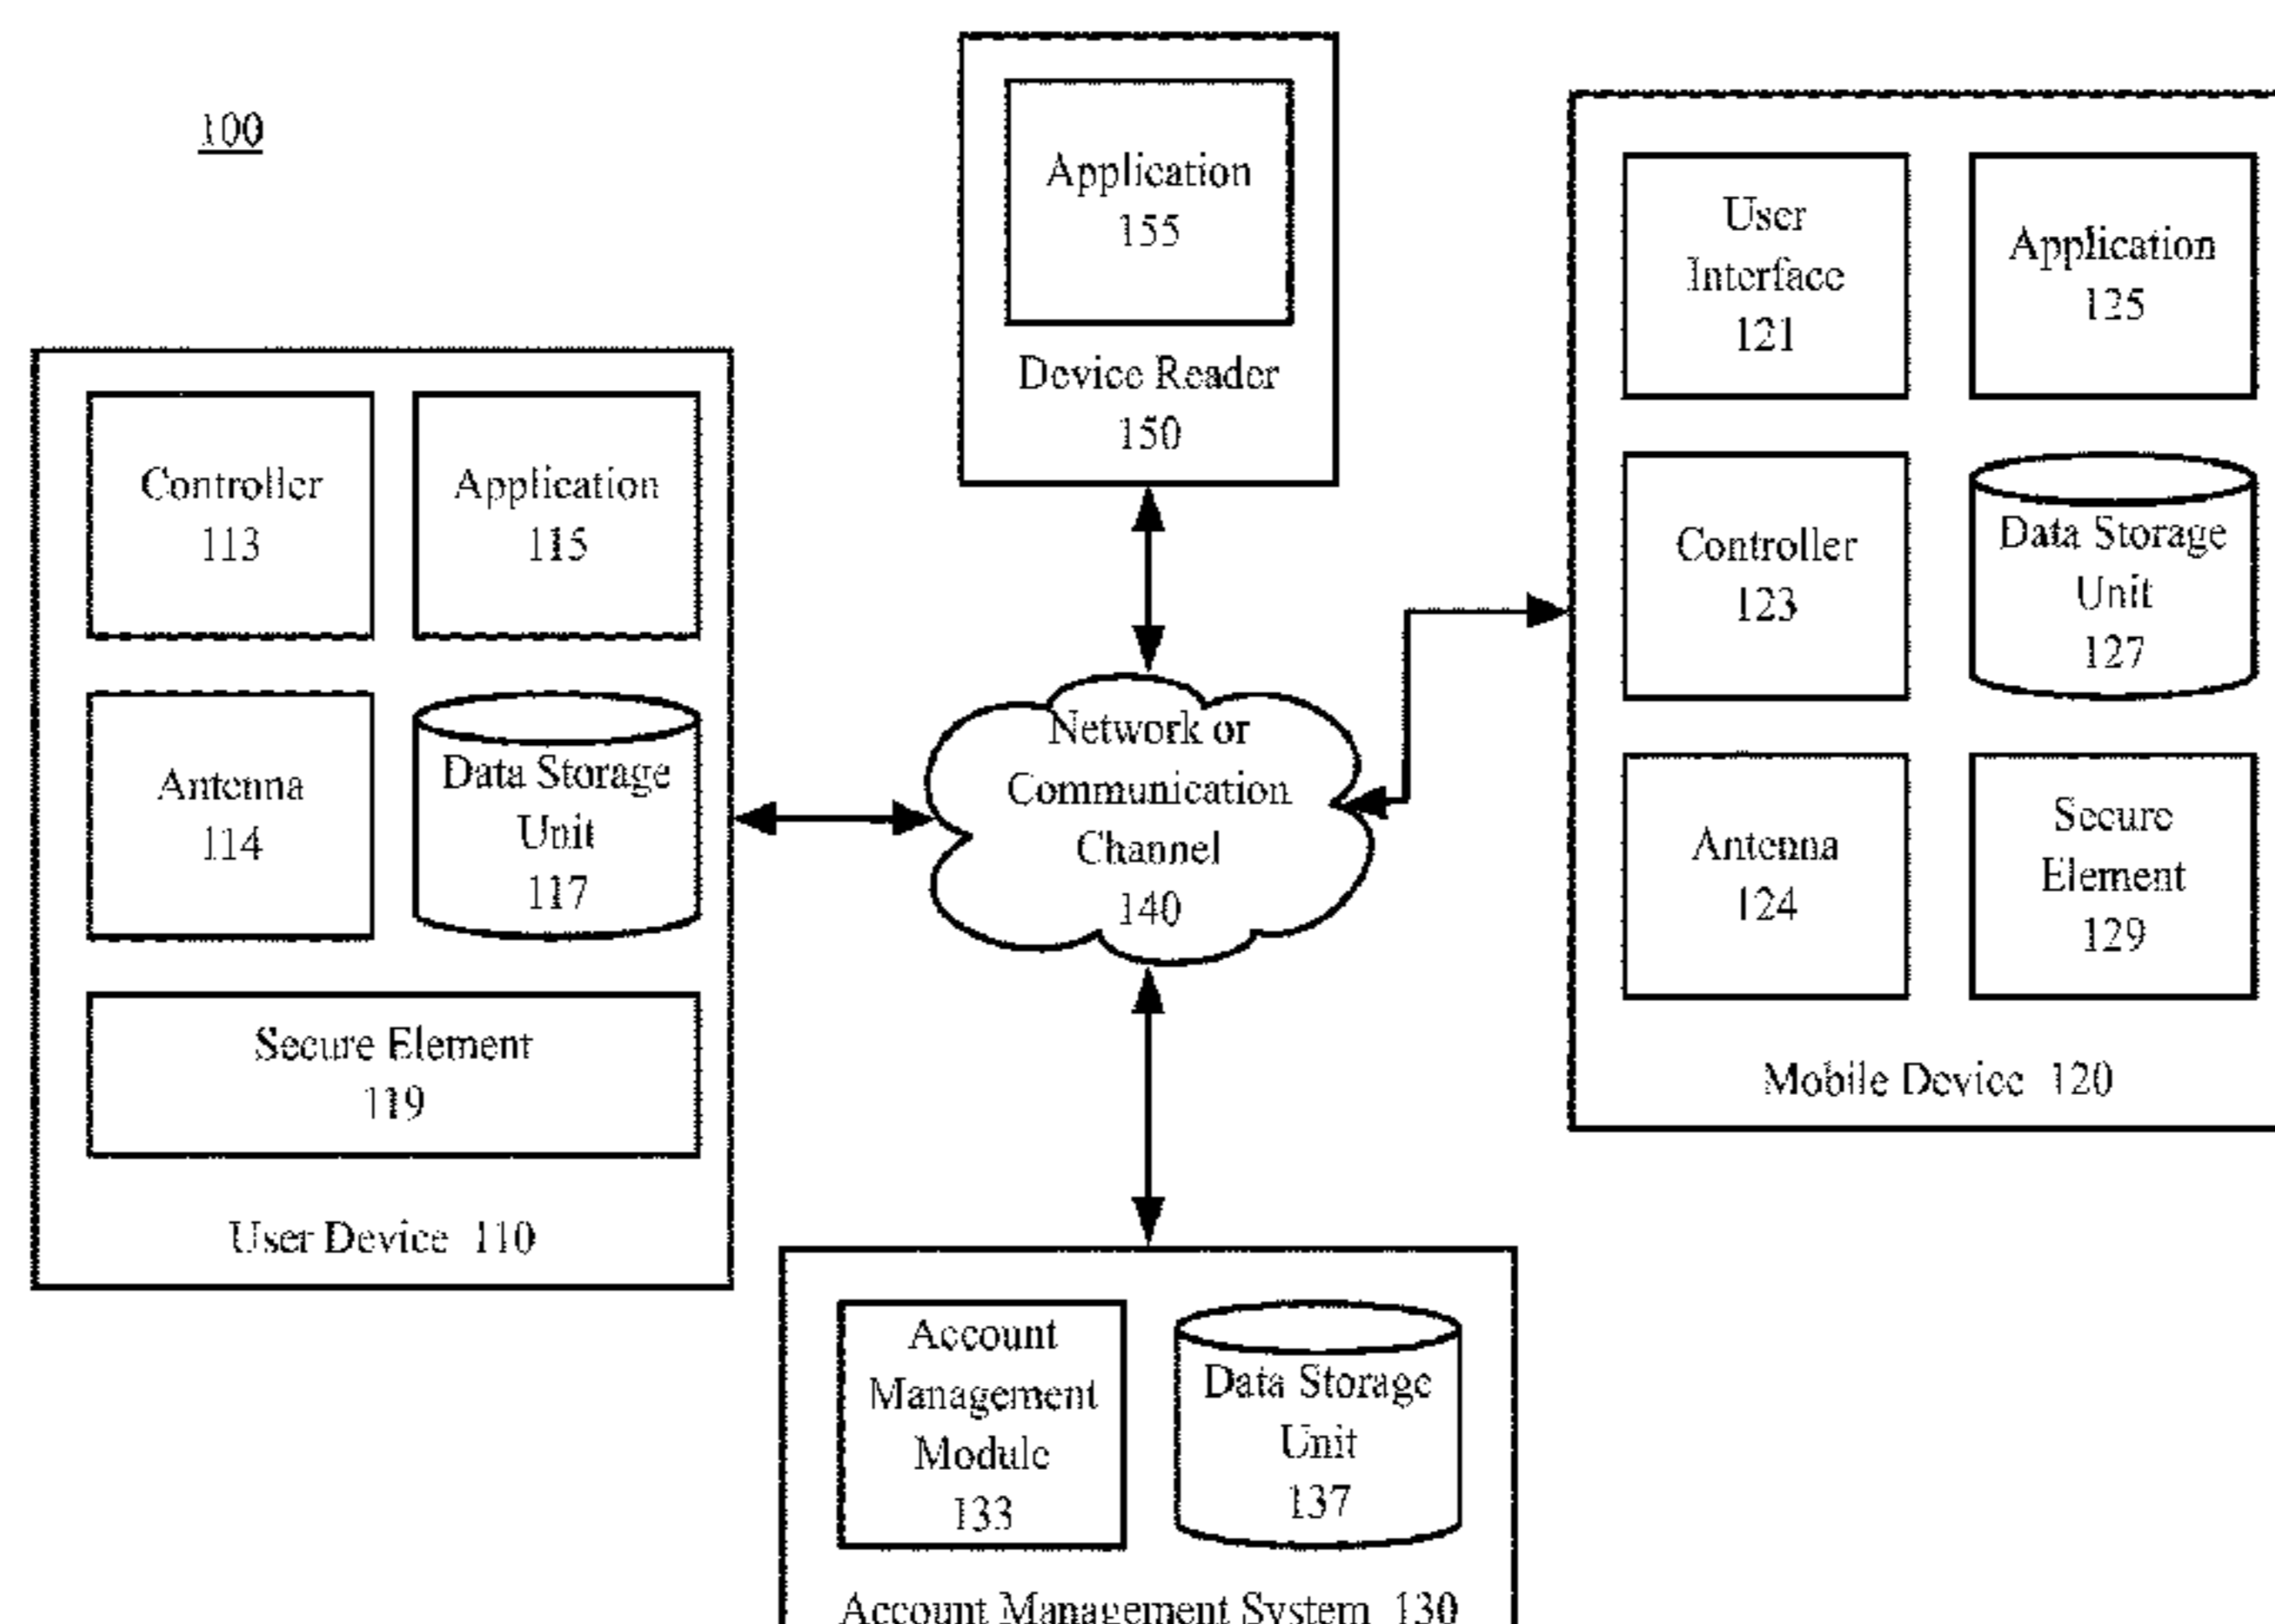 100
Application
155
Device Reader
150
User
Interface
121
Application
125
Controller
123
Data Storage
Unit
127
Antenna
124
Secure
Element
129
Mobile Device 120
Controller
113
Application
115
Antenna
114
Data Storage
Unit
117
Secure Element
119
User Device 110
Network or
Communication
Channel
140
Account
Management
Module
133
Data Storage
Unit
137
Account Management System 130